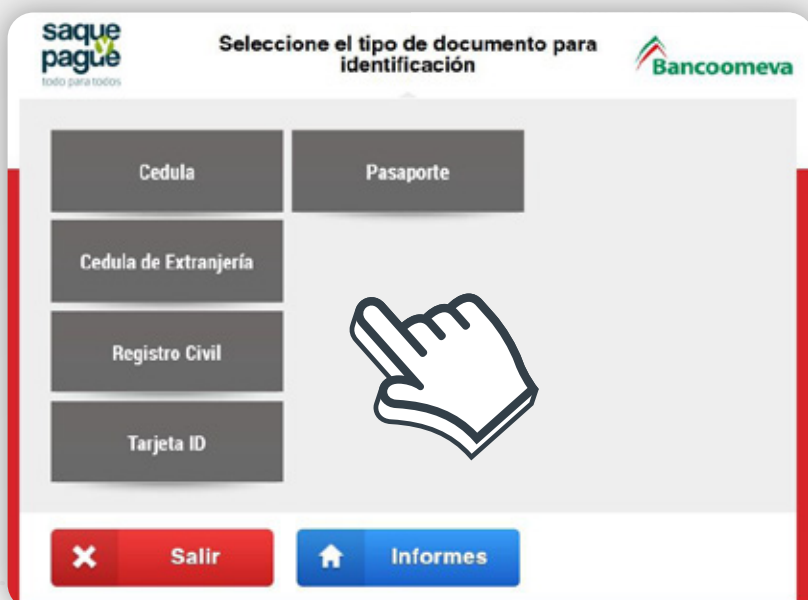 saque
y
pague
todo para todos
Seleccione el tipo de documento para
identificación
Bancoomeva
Cedula
Pasaporte
Cedula de Extranjería
Registro Civil
Tarjeta ID
Salir
Informes